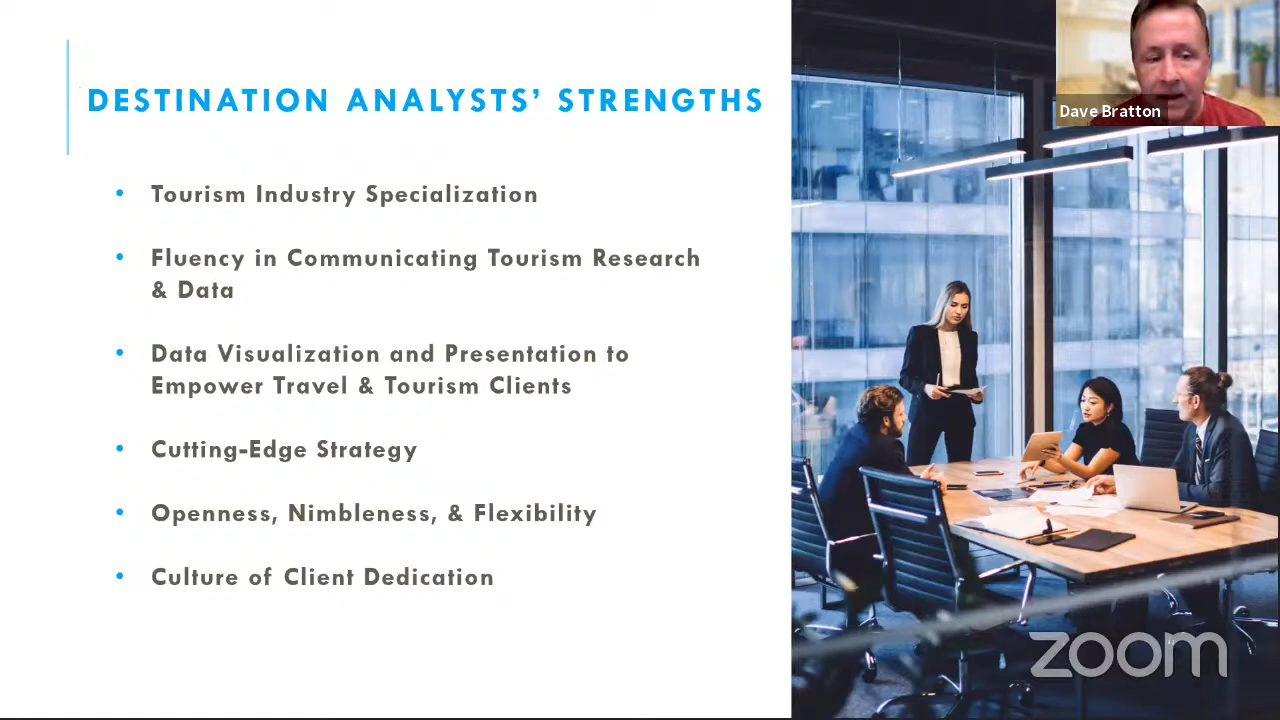 DESTINATION ANALYSTS’ STRENGTHS
Dave Bratton
• Tourism Industry Specialization
• Fluency in Communicating Tourism Research
& Data
• Data Visualization and Presentation to
Empower Travel & Tourism Clients
• Cutting-Edge Strategy
• Openness, Nimbleness, & Flexibility
• Culture of Client Dedication
zoom